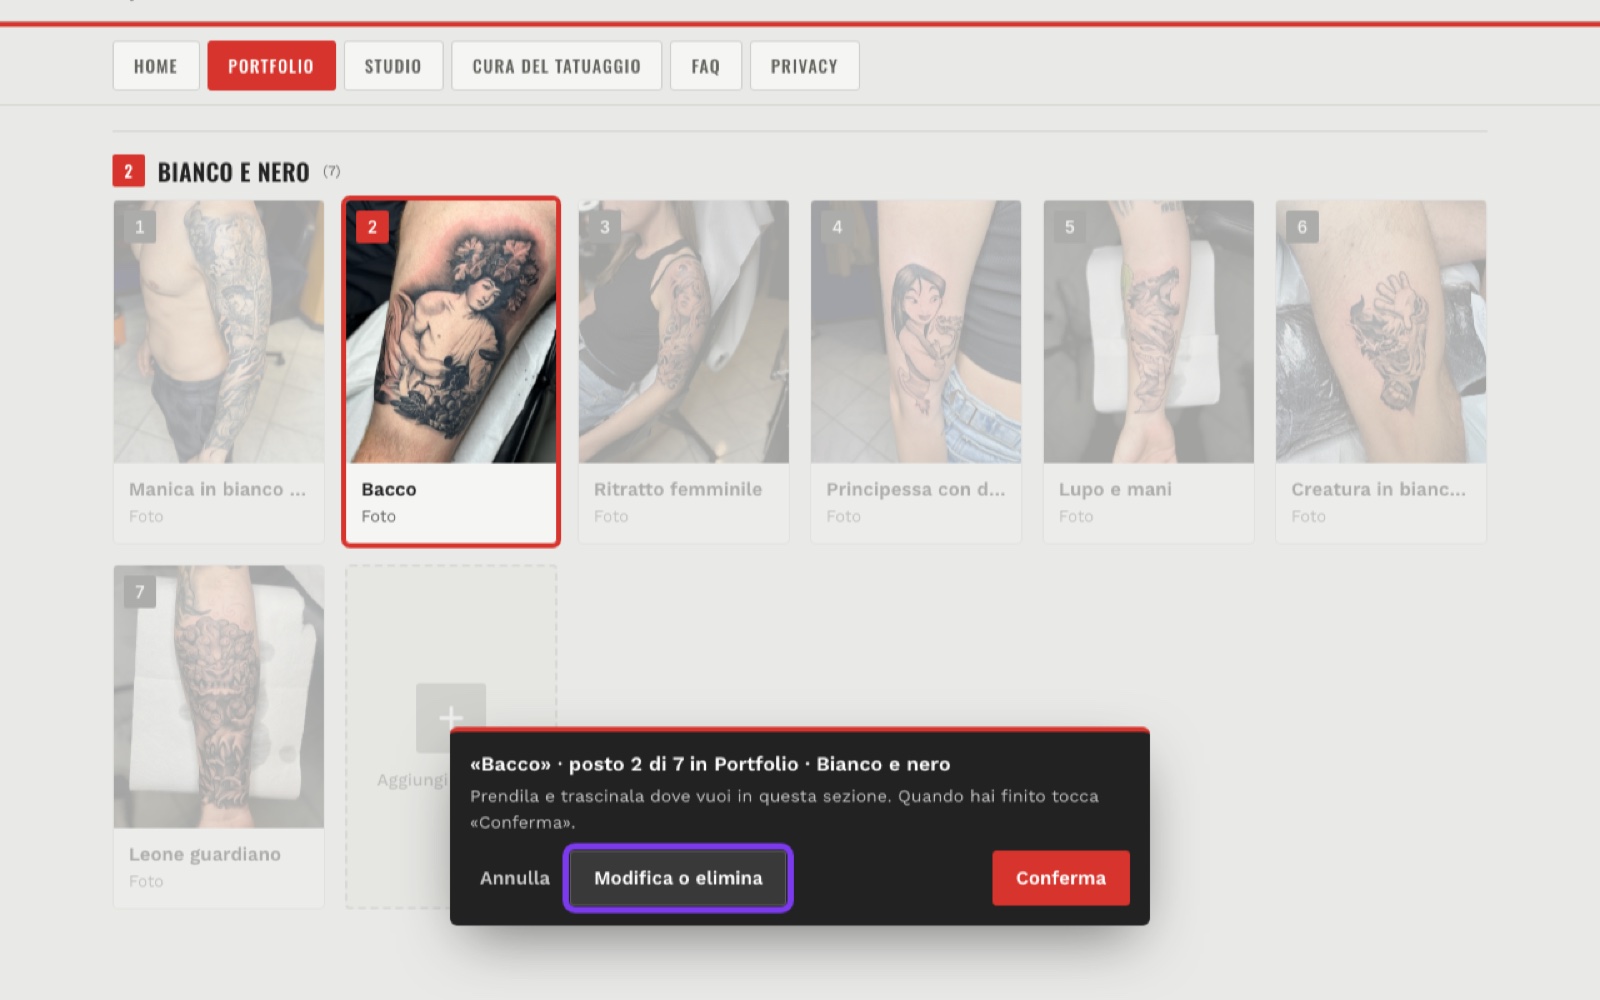 HOME PORTFOLIO STUDIO CURA DEL TATUAGGIO FAQ PRIVACY
2 BIANCO E NERO (7)
1 2 3 4 5 6
Manica in bianco ... Bacco Ritratto femminile Principessa con d... Lupo e mani Creatura in bianc...
Foto Foto Foto Foto Foto Foto
7
+
Aggiungi
«Bacco» · posto 2 di 7 in Portfolio · Bianco e nero
Prendila e trascinala dove vuoi in questa sezione. Quando hai finito tocca
«Conferma».
Leone guardiano
Foto
Annulla Modifica o elimina Conferma